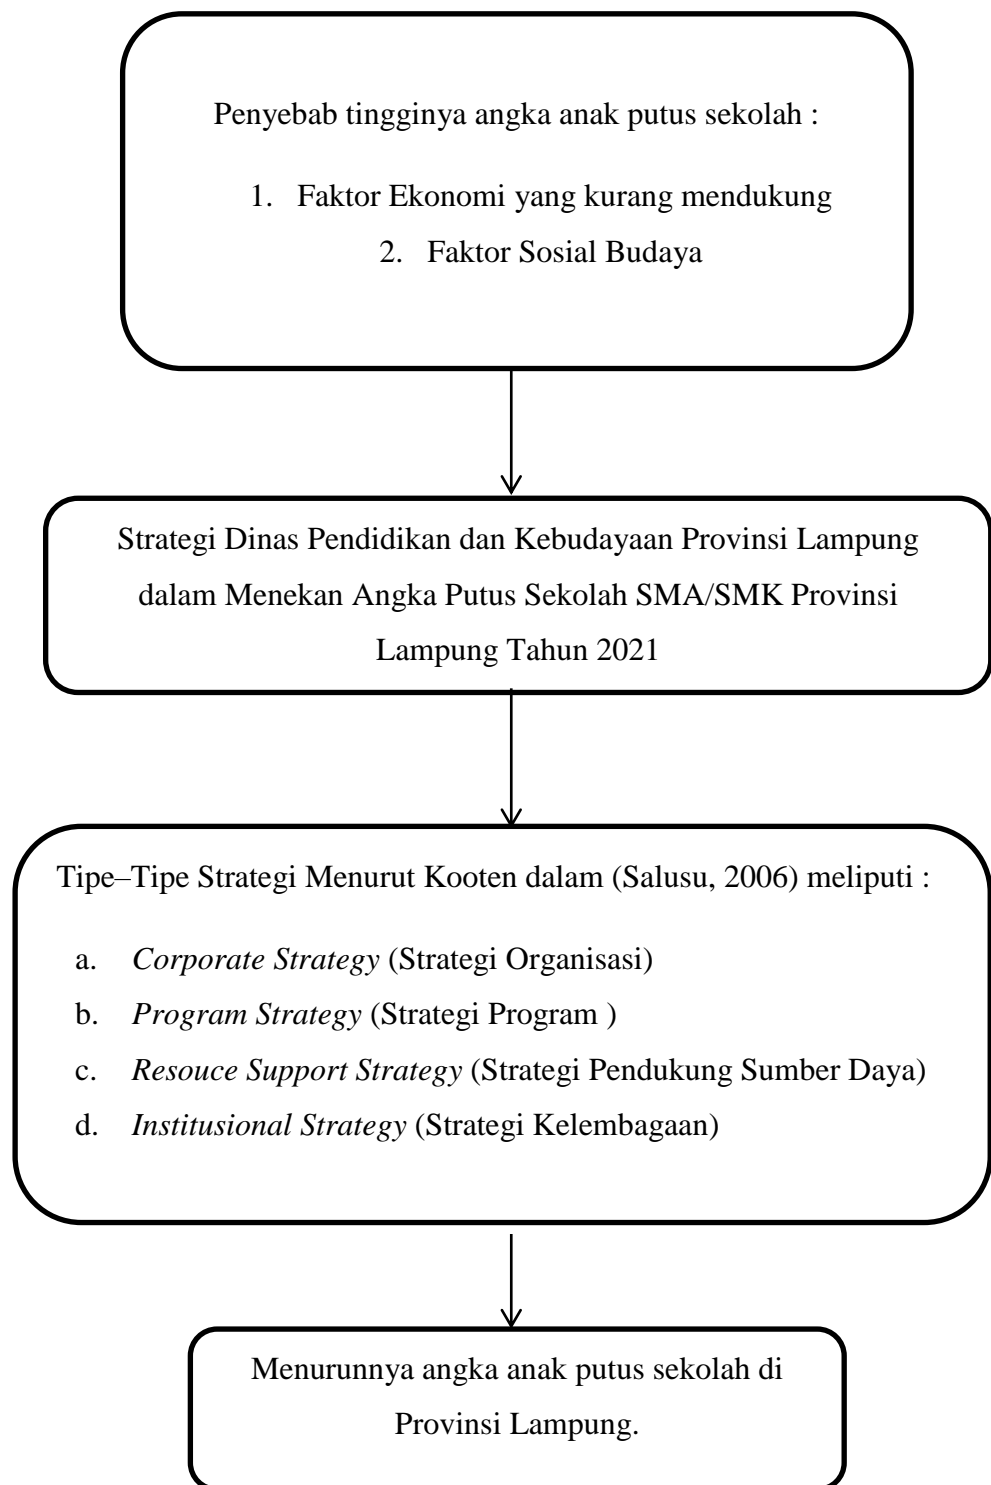 Penyebab tingginya angka anak putus sekolah :
1. Faktor Ekonomi yang kurang mendukung
2. Faktor Sosial Budaya
Strategi Dinas Pendidikan dan Kebudayaan Provinsi Lampung
dalam Menekan Angka Putus Sekolah SMA/SMK Provinsi
Lampung Tahun 2021
Tipe–Tipe Strategi Menurut Kooten dalam (Salusu, 2006) meliputi :
a. Corporate Strategy (Strategi Organisasi)
b. Program Strategy (Strategi Program )
c. Resouce Support Strategy (Strategi Pendukung Sumber Daya)
d. Institusional Strategy (Strategi Kelembagaan)
Menurunnya angka anak putus sekolah di
Provinsi Lampung.